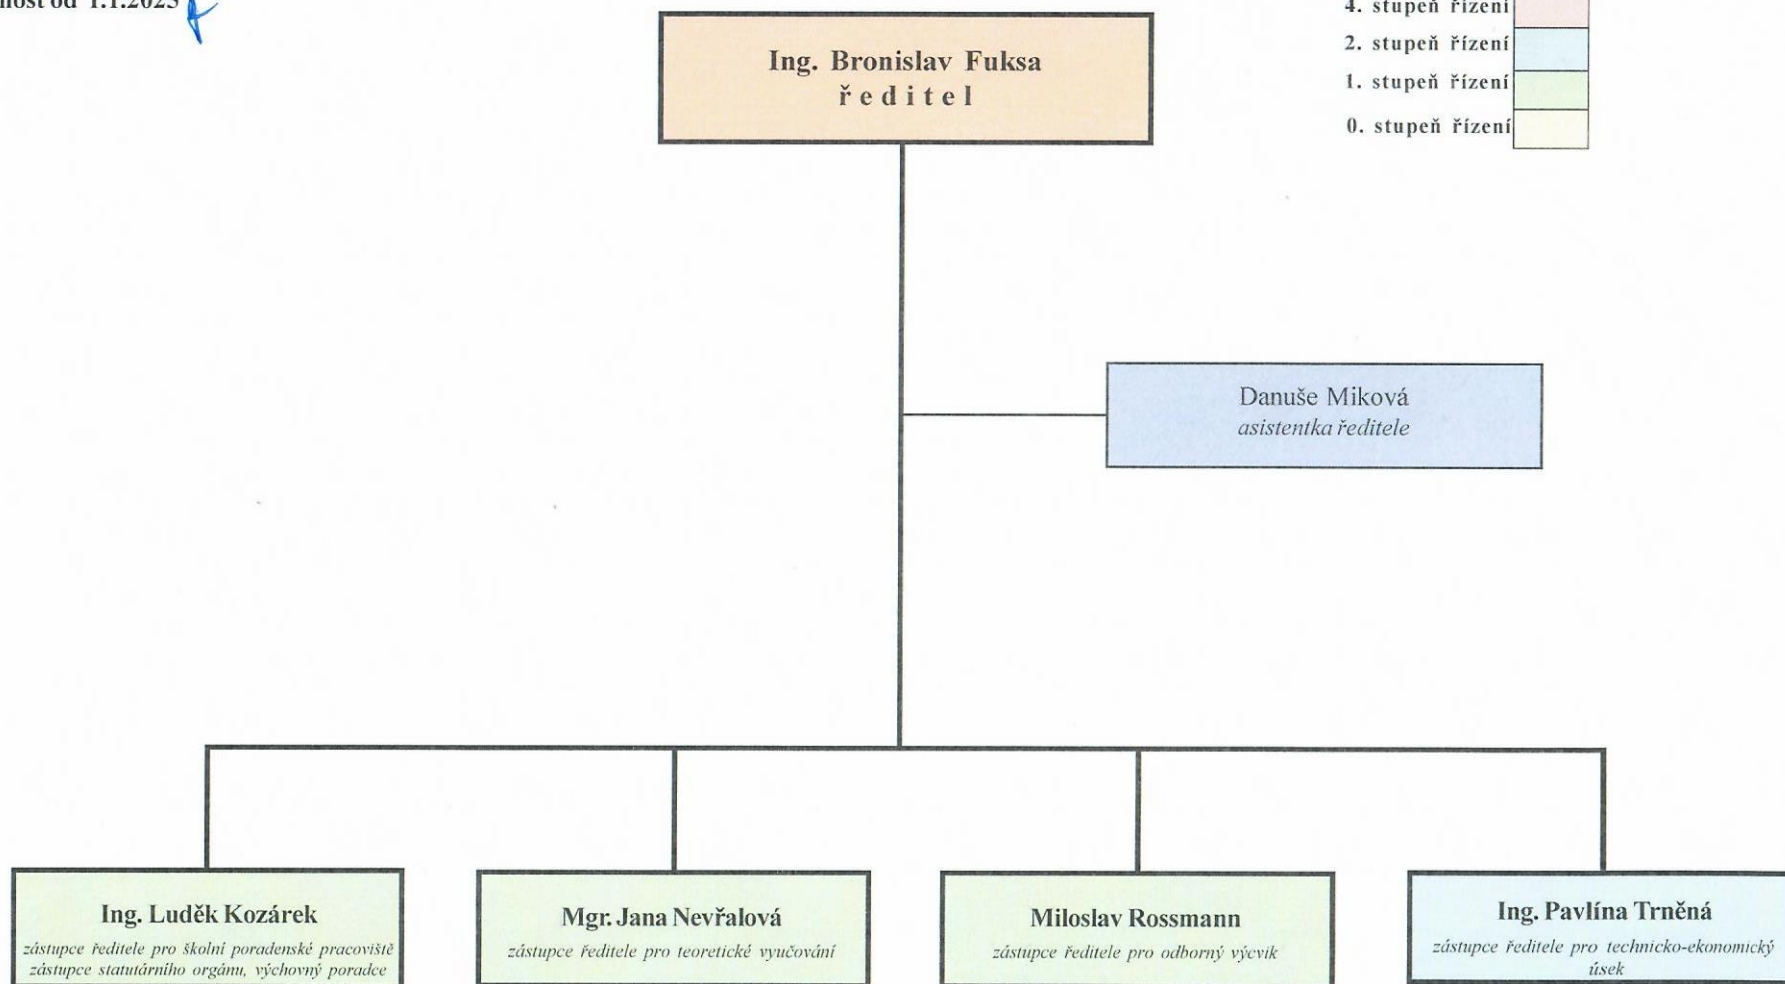 od 1.1.2025
4. stupeň řízení
2. stupeň řízení
1. stupeň řízení
0. stupeň řízení
Ing. Bronislav Fuksa
ředitel
Danuše Miková
asistentka ředitele
Ing. Luděk Kozárek
zástupce ředitele pro školní poradenské pracoviště
zástupce statutárního orgánu, výchovný poradce
Mgr. Jana Nevřalová
zástupce ředitele pro teoretické vyučování
Miloslav Rossmann
zástupce ředitele pro odborný výcvik
Ing. Pavlína Trněná
zástupce ředitele pro technicko-ekonomický
úsek